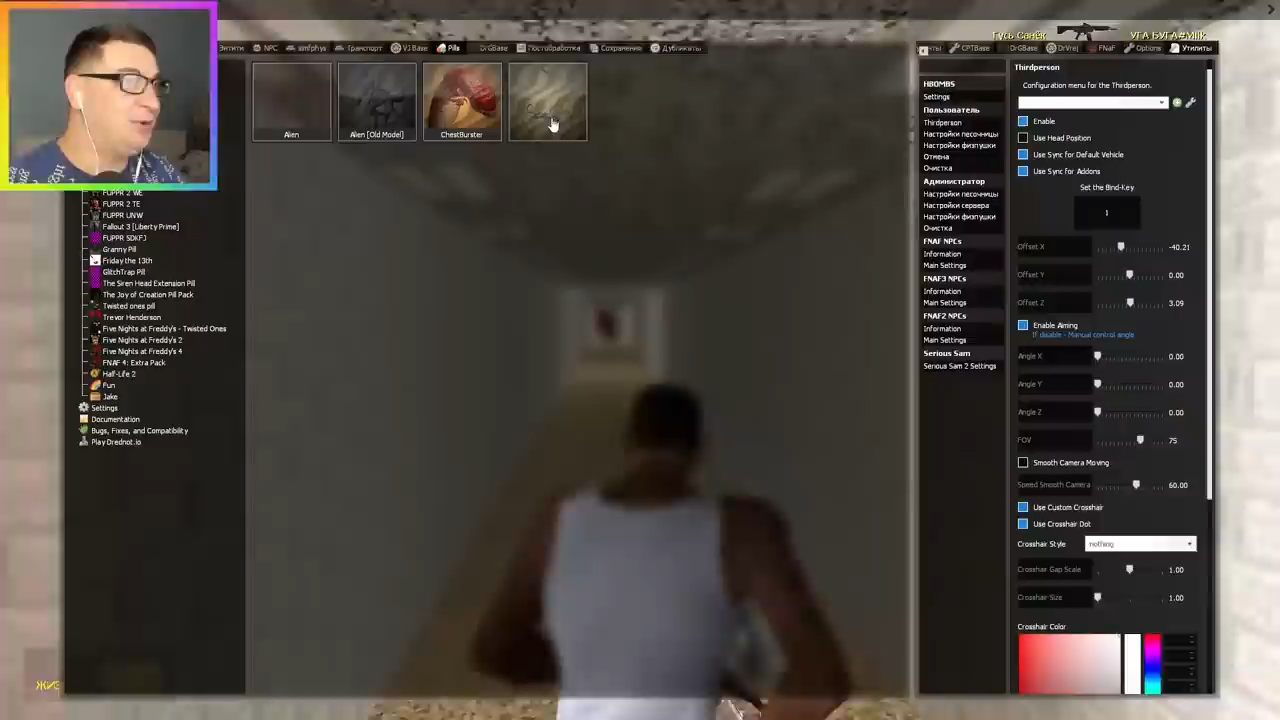 Гусь Санёк
УГА БУГА#Milk
NPC
simfphys
Транспорт
VJ Base
Pills
DrGBase
Постобработка
Сохранения
Дубликаты
CPTBase
DrGBase
DrVrej
FNaF
Options
Утилиты
Alien
Alien [Old Model]
ChestBurster
FUPPR 2 WE
FUPPR 2 TE
FUPPR UNW
Fallout 3 [Liberty Prime]
FUPPR SDKFJ
Granny Pill
Friday the 13th
GlitchTrap Pill
The Siren Head Extension Pill
The Joy of Creation Pill Pack
Twisted ones pill
Trevor Henderson
Five Nights at Freddy's - Twisted Ones
Five Nights at Freddy's 2
Five Nights at Freddy's 4
FNAF 4: Extra Pack
Half-Life 2
Fun
Jake
Settings
Documentation
Bugs, Fixes, and Compatibility
Play Drednot.io
HBOMBS
Settings
Пользователь
Thirdperson
Настройки песочницы
Настройки физпушки
Отмена
Очистка
Администратор
Настройки песочницы
Настройки сервера
Настройки физпушки
Очистка
FNAF NPCs
Information
Main Settings
FNAF3 NPCs
Information
Main Settings
FNAF2 NPCs
Information
Main Settings
Serious Sam
Serious Sam 2 Settings
Thirdperson
Configuration menu for the Thirdperson.
Enable
Use Head Position
Use Sync for Default Vehicle
Use Sync for Addons
Set the Bind-Key
Offset X -40.21
Offset Y 0.00
Offset Z 3.09
Enable Aiming
If disable - Manual control angle
Angle X 0.00
Angle Y 0.00
Angle Z 0.00
FOV 75
Smooth Camera Moving
Speed Smooth Camera 60.00
Use Custom Crosshair
Use Crosshair Dot
Crosshair Style nothing
Crosshair Gap Scale 1.00
Crosshair Size 1.00
Crosshair Color